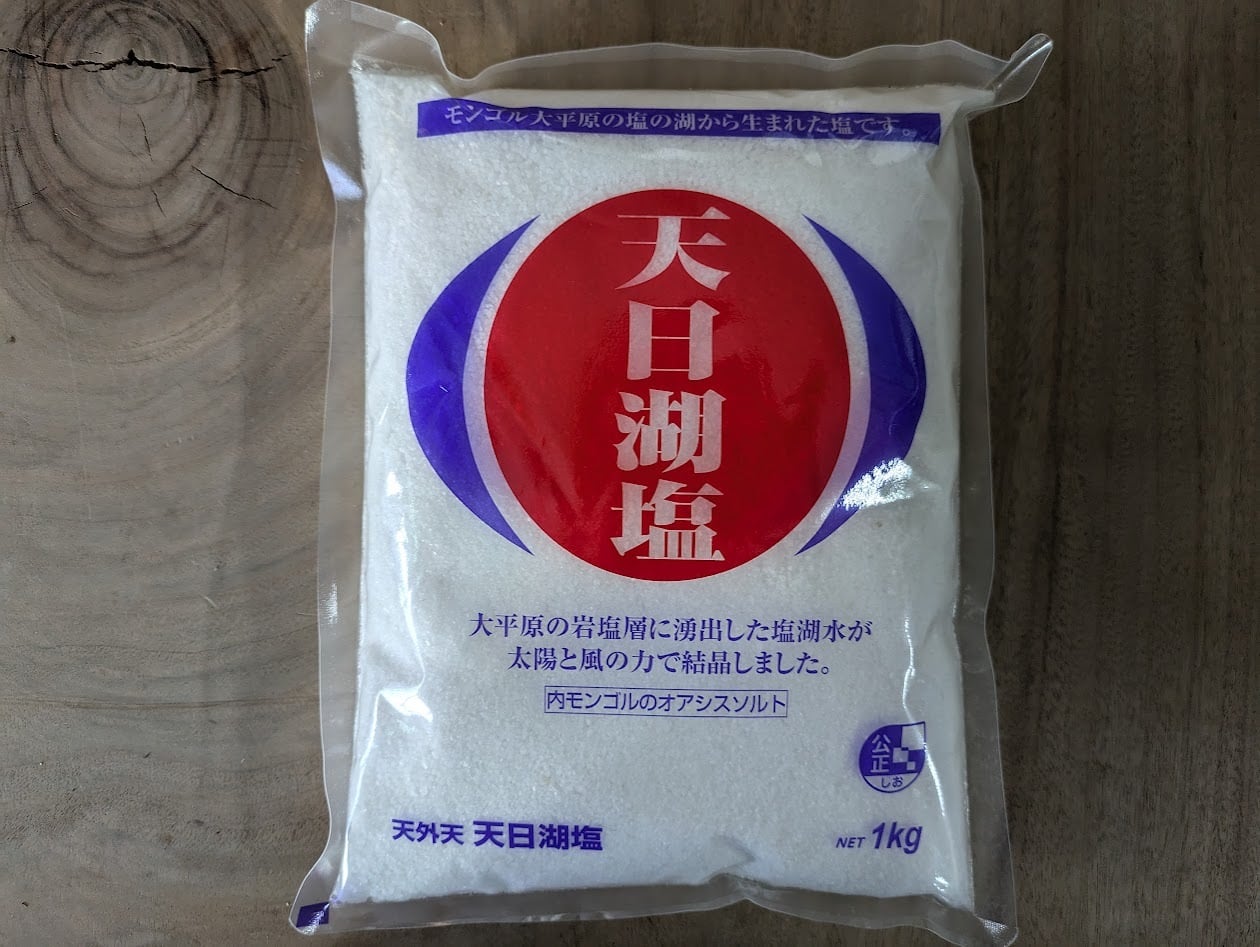 モンゴル大平原の塩の湖から生まれた塩です。
天日湖塩
大平原の岩塩層に湧出した塩湖水が
太陽と風の力で結晶しました。
内モンゴルのオアシスソルト
公正
しお
天外天 天日湖塩
NET 1kg